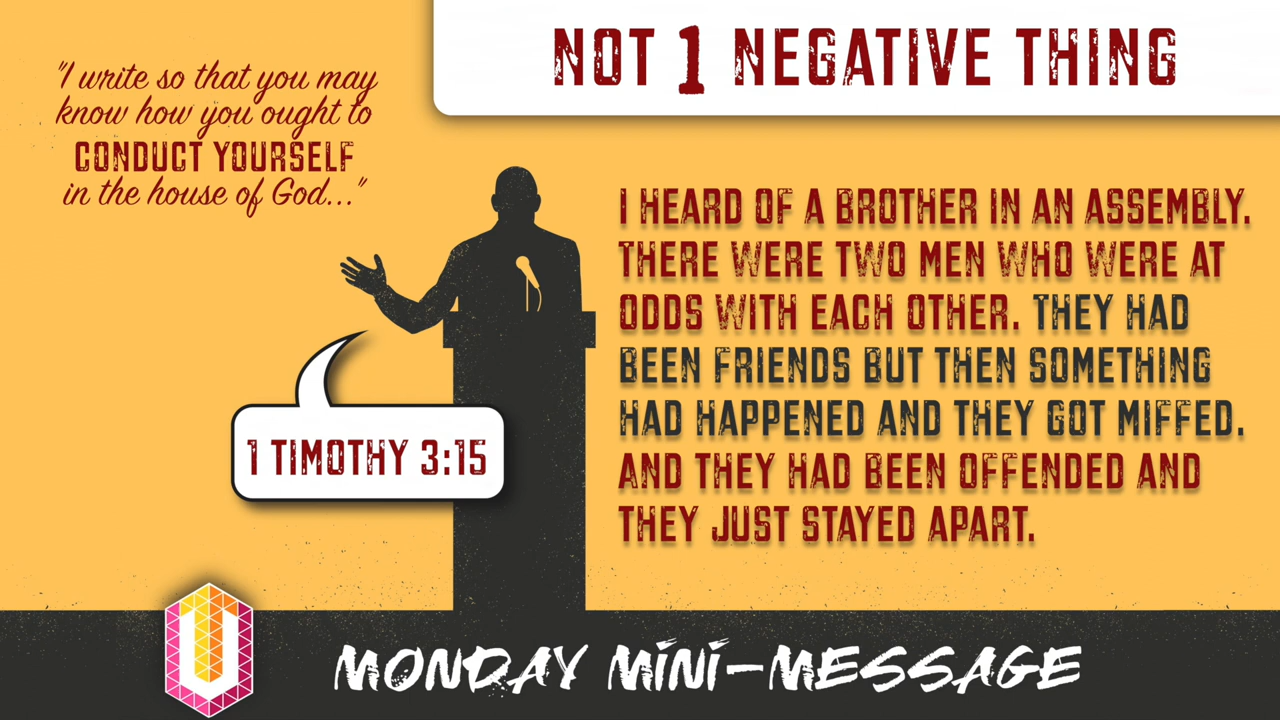 NOT 1 NEGATIVE THING
"I write so that you may
know how you ought to
CONDUCT YOURSELF
in the house of God..."
I HEARD OF A BROTHER IN AN ASSEMBLY.
THERE WERE TWO MEN WHO WERE AT
ODDS WITH EACH OTHER. THEY HAD
BEEN FRIENDS BUT THEN SOMETHING
HAD HAPPENED AND THEY GOT MIFFED.
AND THEY HAD BEEN OFFENDED AND
THEY JUST STAYED APART.
1 TIMOTHY 3:15
U
MONDAY MINI-MESSAGE